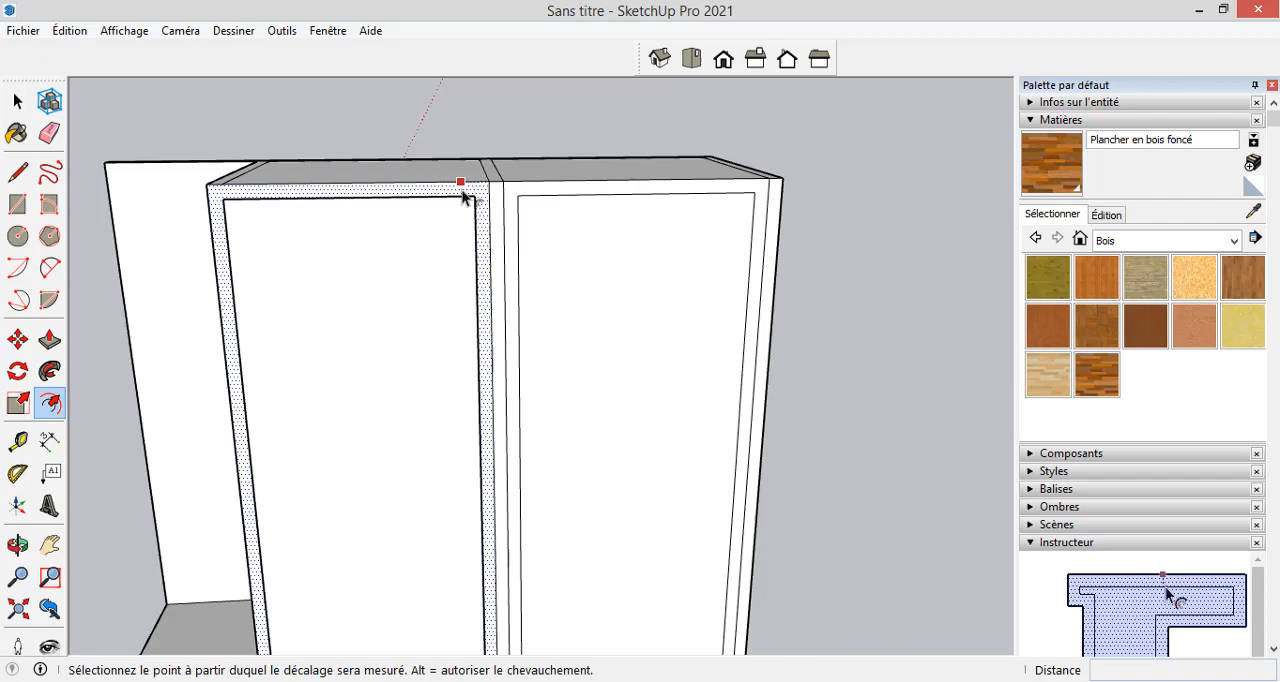 Sans titre - SketchUp Pro 2021
Fichier Édition Affichage Caméra Dessiner Outils Fenêtre Aide
Palette par défaut
Infos sur l'entité
Matières
Plancher en bois foncé
Sélectionner Édition
Bois
Composants
Styles
Balises
Ombres
Scènes
Instructeur
A1
Sélectionnez le point à partir duquel le décalage sera mesuré. Alt = autoriser le chevauchement.
Distance